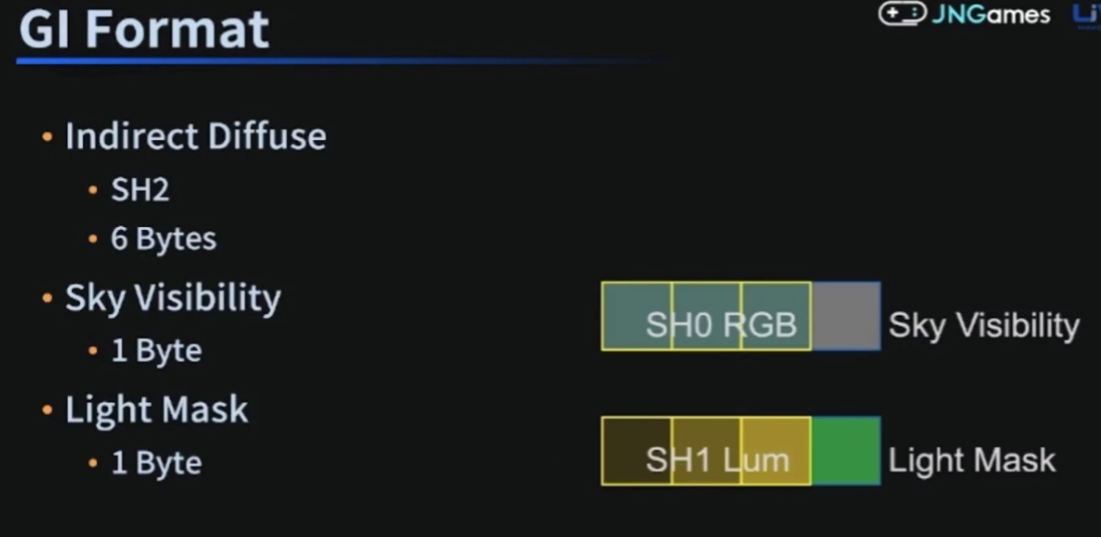 GI Format
JNGames
• Indirect Diffuse
• SH2
• 6 Bytes
• Sky Visibility
• 1 Byte
• Light Mask
• 1 Byte
SH0 RGB
Sky Visibility
SH1 Lum
Light Mask